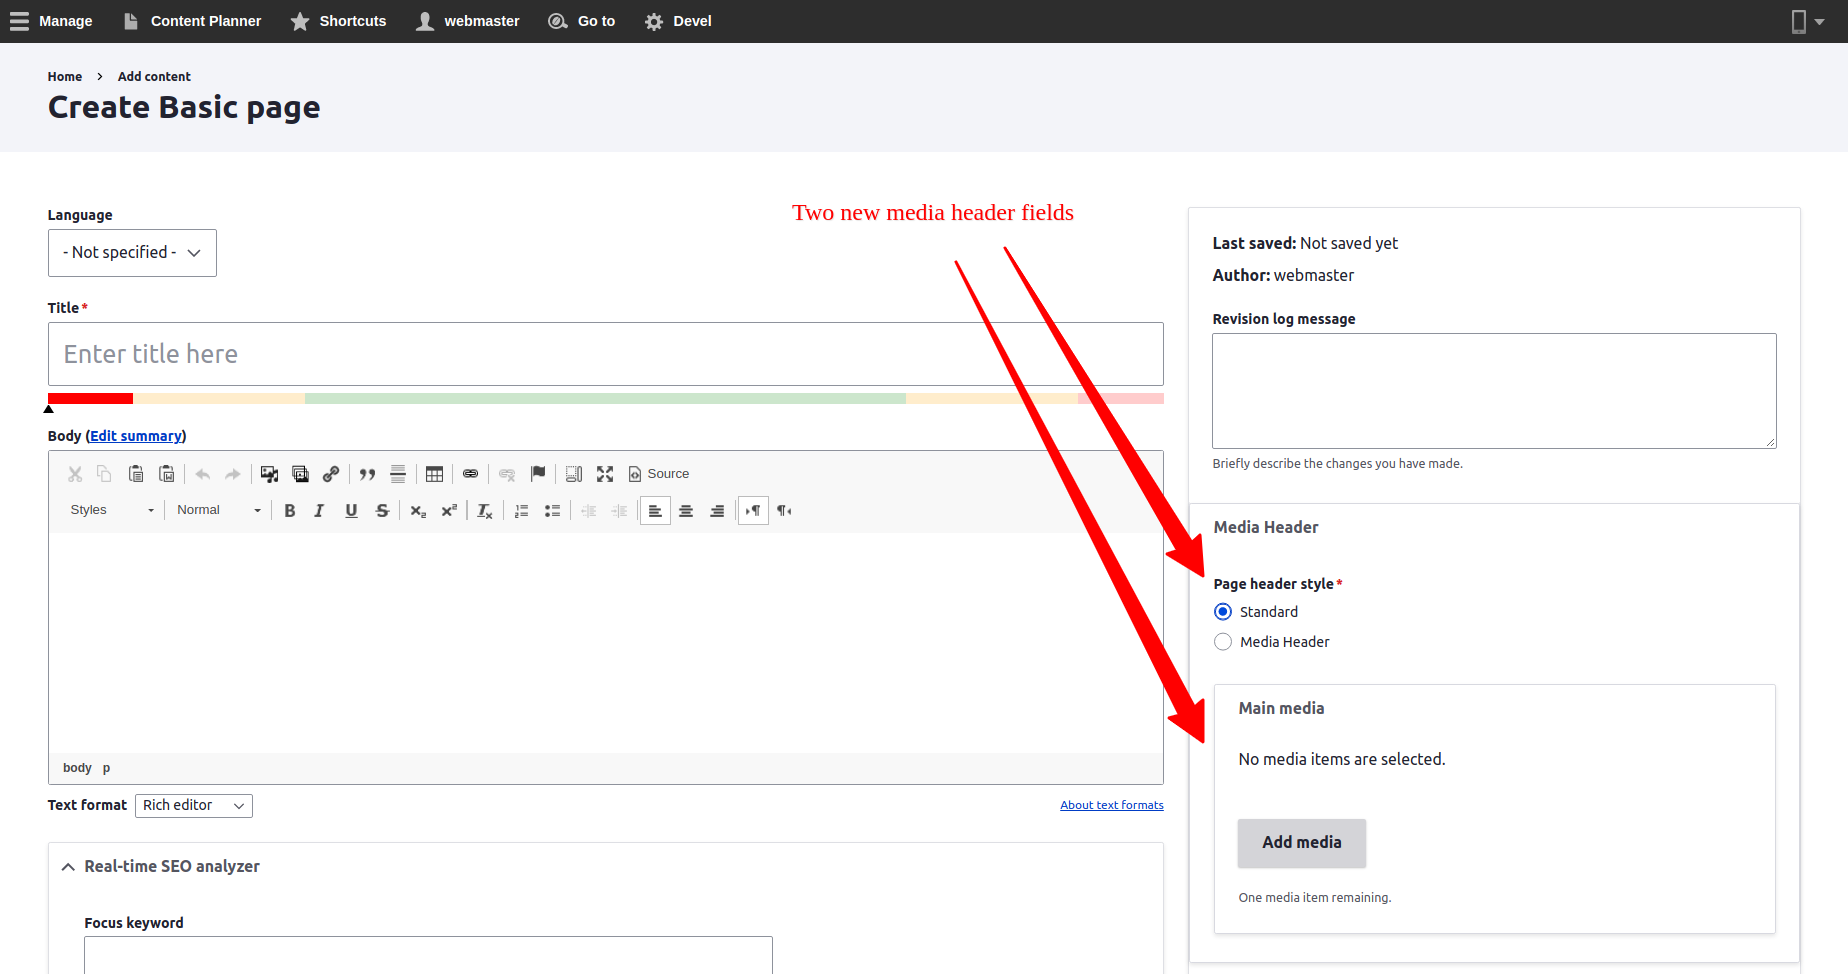 Manage Content Planner Shortcuts webmaster Go to Devel
Home › Add content
Create Basic page
Two new media header fields
Language
- Not specified -
Title*
Enter title here
Body (Edit summary)
Source
Styles Normal B I U S x₂ x² Tx
body p
Text format Rich editor About text formats
Real-time SEO analyzer
Focus keyword
Last saved: Not saved yet
Author: webmaster
Revision log message
Briefly describe the changes you have made.
Media Header
Page header style*
Standard
Media Header
Main media
No media items are selected.
Add media
One media item remaining.